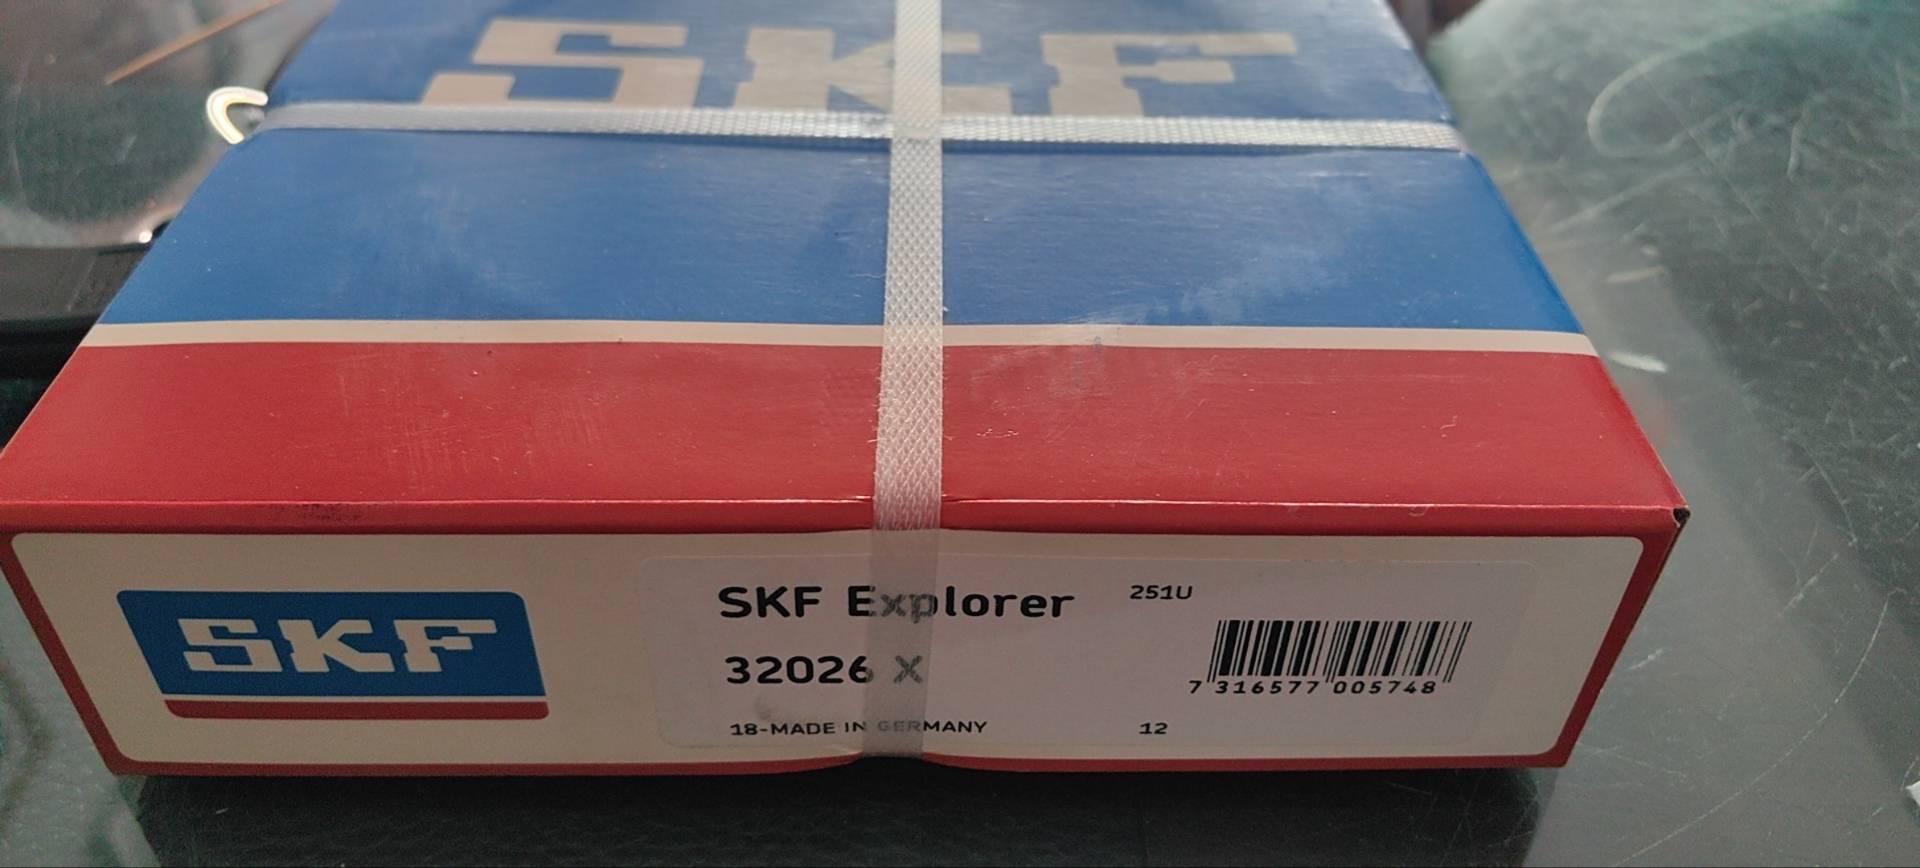 SKF
SKF
SKF Explorer
251U
32026 X
7 316577 005748
18-MADE IN GERMANY
12